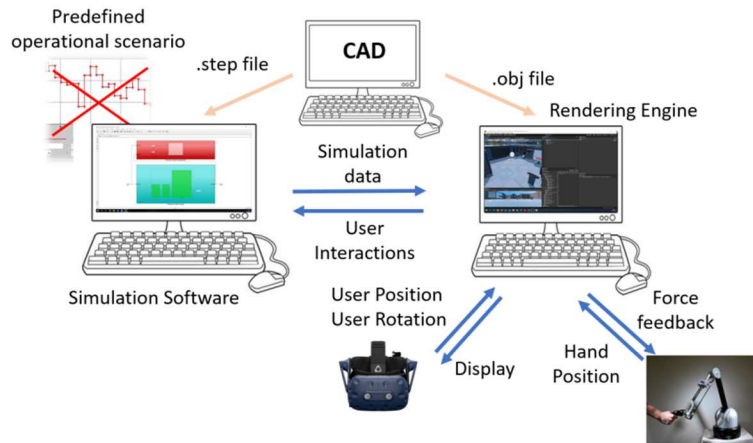 Predefined
operational scenario
CAD
.step file
.obj file
Rendering Engine
Simulation
data
User
Interactions
Simulation Software
User Position
User Rotation
Force
feedback
Display
Hand
Position